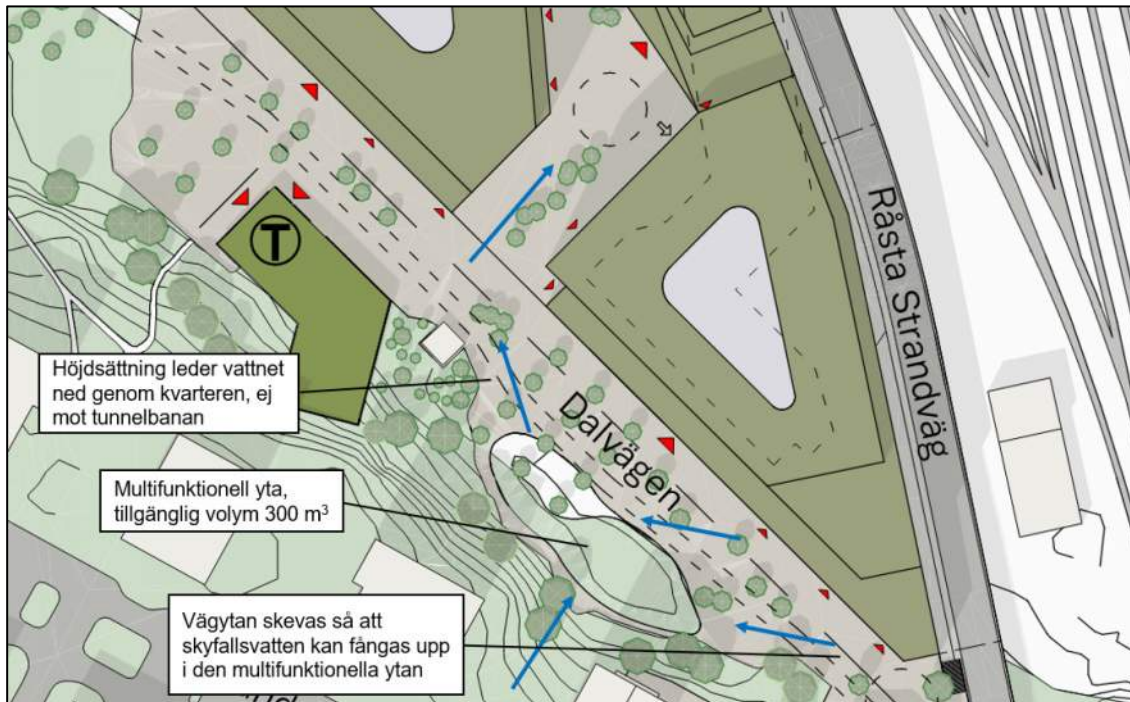 T
Råsta Strandväg
Höjdsättning leder vattnet
ned genom kvarteren, ej
mot tunnelbanan
Dalvägen
Multifunktionell yta,
tillgänglig volym 300 m³
Vägytan skevas så att
skyfallsvatten kan fångas upp
i den multifunktionella ytan